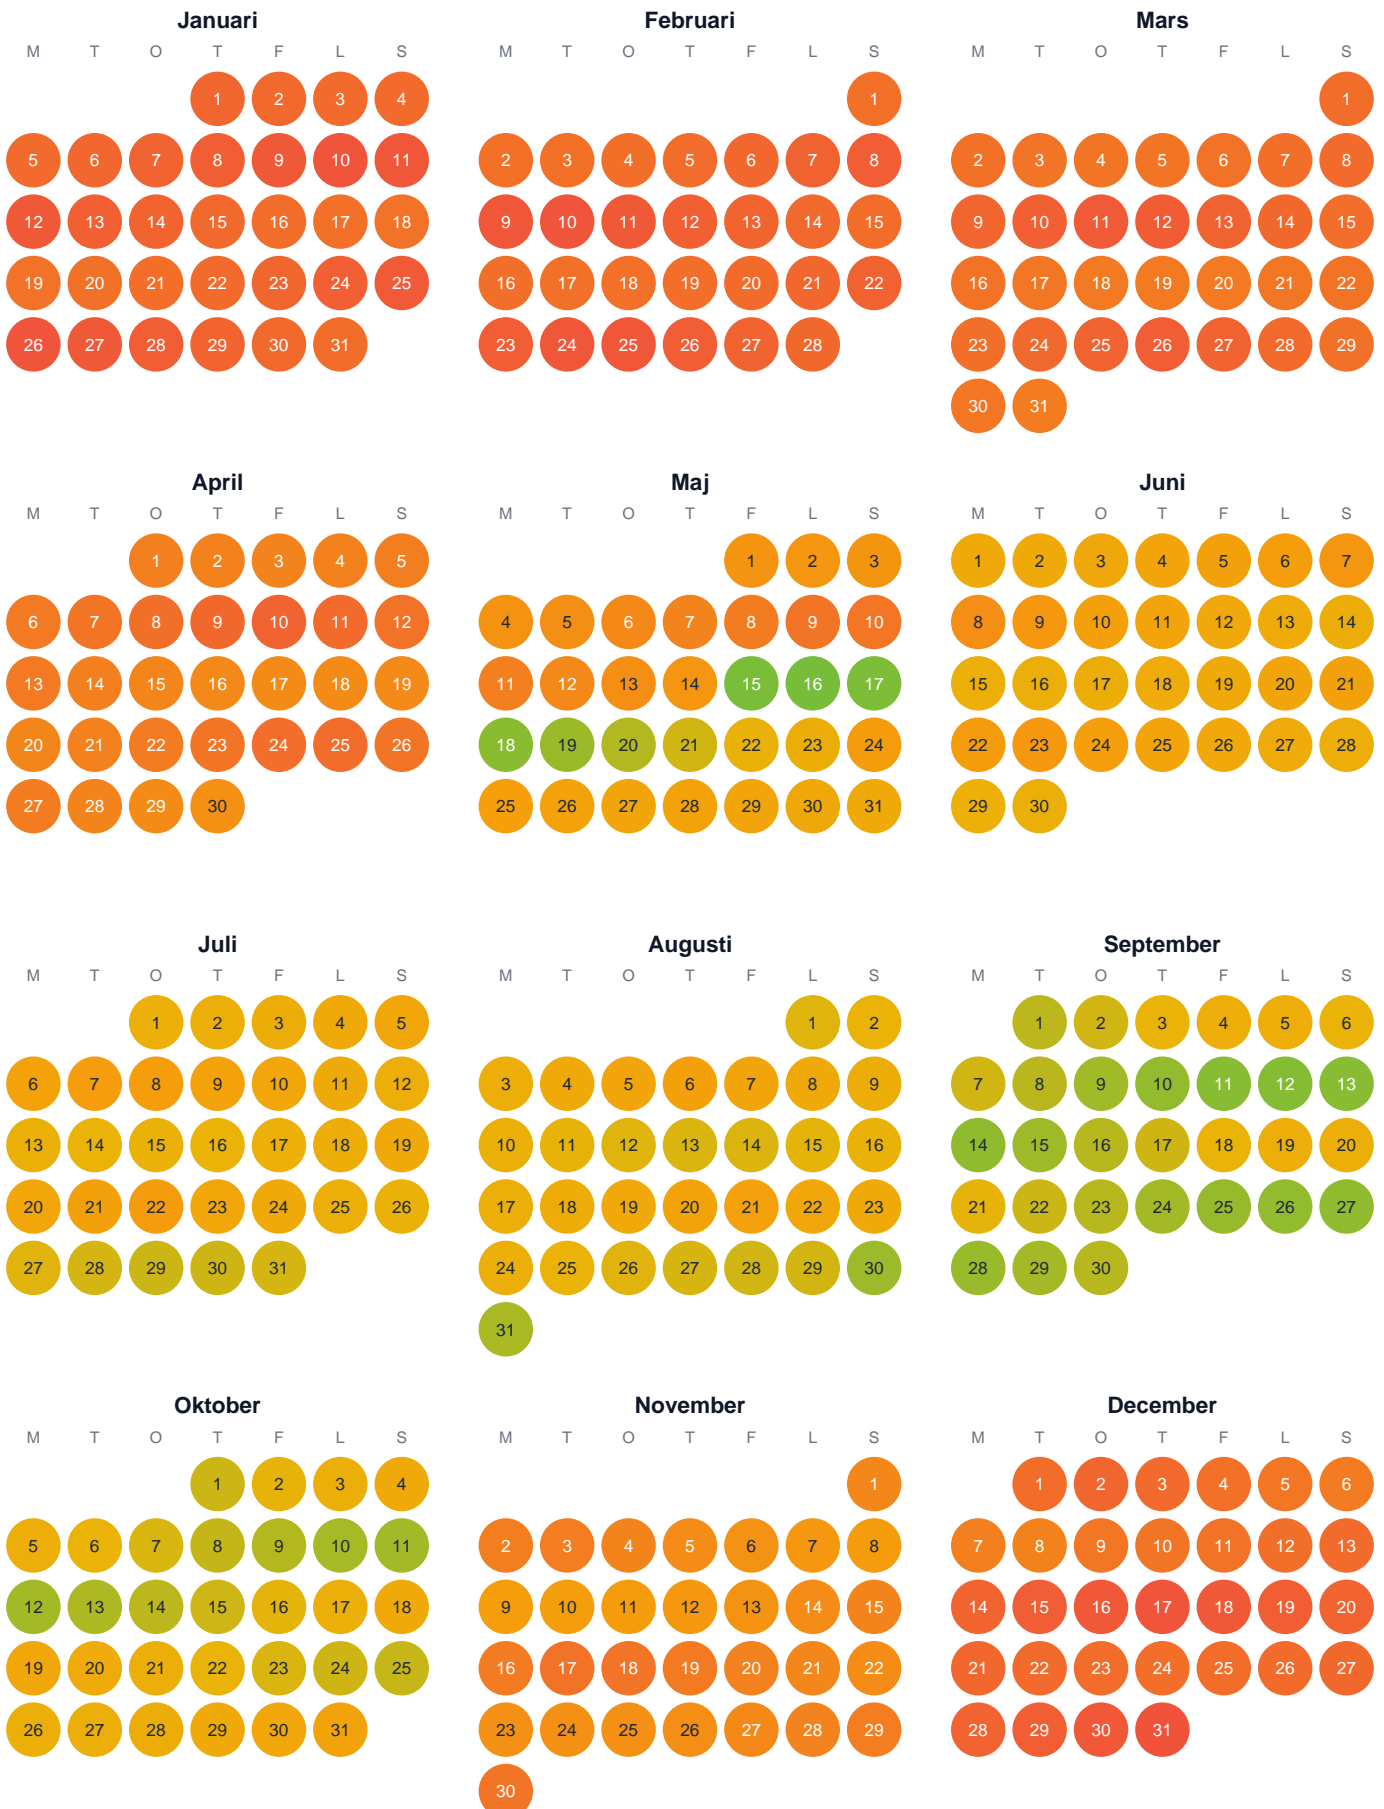 Januari Februari Mars
M T O T F L S M T O T F L S M T O T F L S
1 2 3 4 1 1
5 6 7 8 9 10 11 2 3 4 5 6 7 8 2 3 4 5 6 7 8
12 13 14 15 16 17 18 9 10 11 12 13 14 15 9 10 11 12 13 14 15
19 20 21 22 23 24 25 16 17 18 19 20 21 22 16 17 18 19 20 21 22
26 27 28 29 30 31 23 24 25 26 27 28 23 24 25 26 27 28 29
30 31
April Maj Juni
M T O T F L S M T O T F L S M T O T F L S
1 2 3 4 5 1 2 3 1 2 3 4 5 6 7
6 7 8 9 10 11 12 4 5 6 7 8 9 10 8 9 10 11 12 13 14
13 14 15 16 17 18 19 11 12 13 14 15 16 17 15 16 17 18 19 20 21
20 21 22 23 24 25 26 18 19 20 21 22 23 24 22 23 24 25 26 27 28
27 28 29 30 25 26 27 28 29 30 31 29 30
Juli Augusti September
M T O T F L S M T O T F L S M T O T F L S
1 2 3 4 5 1 2 1 2 3 4 5 6
6 7 8 9 10 11 12 3 4 5 6 7 8 9 7 8 9 10 11 12 13
13 14 15 16 17 18 19 10 11 12 13 14 15 16 14 15 16 17 18 19 20
20 21 22 23 24 25 26 17 18 19 20 21 22 23 21 22 23 24 25 26 27
27 28 29 30 31 24 25 26 27 28 29 30 28 29 30
31
Oktober November December
M T O T F L S M T O T F L S M T O T F L S
1 2 3 4 1 1 2 3 4 5 6
5 6 7 8 9 10 11 2 3 4 5 6 7 8 7 8 9 10 11 12 13
12 13 14 15 16 17 18 9 10 11 12 13 14 15 14 15 16 17 18 19 20
19 20 21 22 23 24 25 16 17 18 19 20 21 22 21 22 23 24 25 26 27
26 27 28 29 30 31 23 24 25 26 27 28 29 28 29 30 31
30